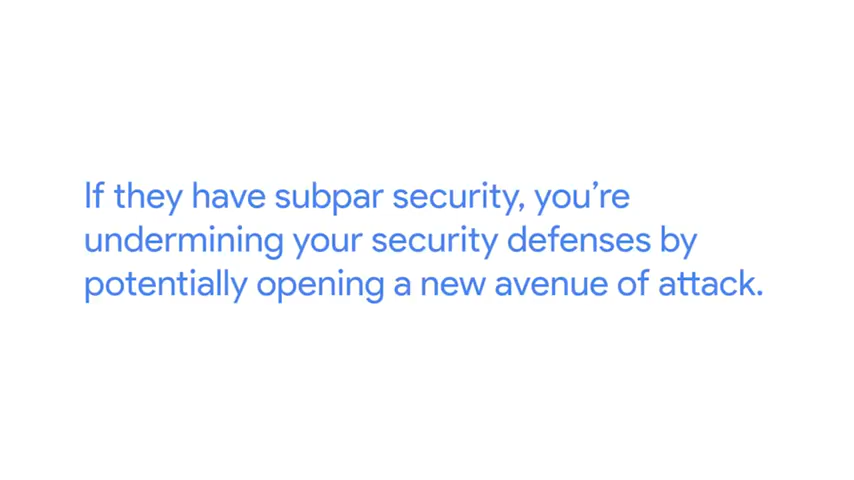 If they have subpar security, you’re
undermining your security defenses by
potentially opening a new avenue of attack.